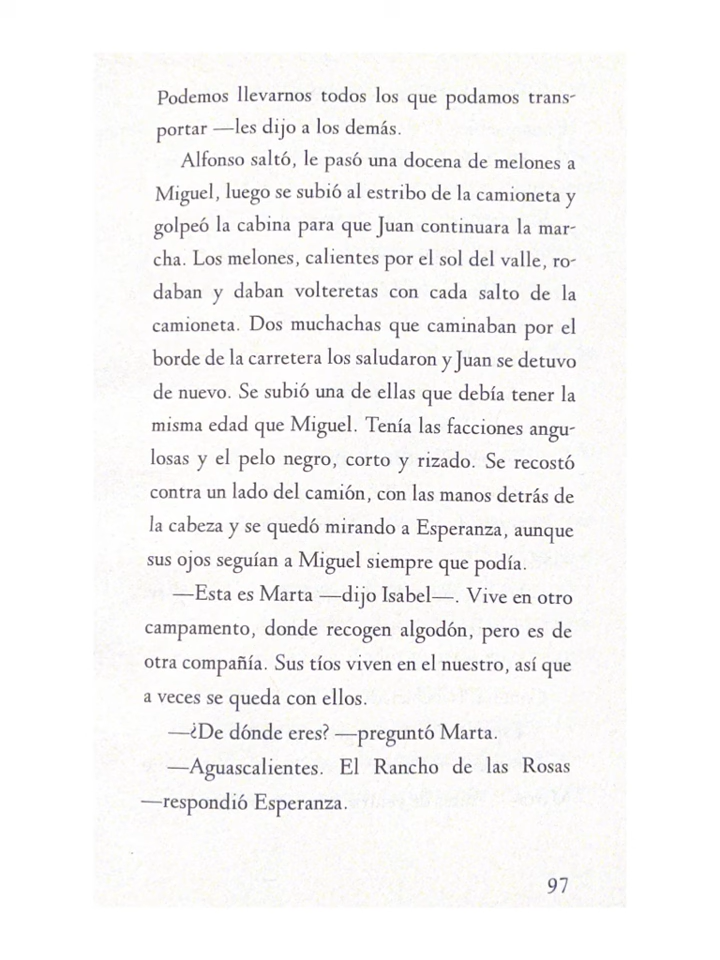 Podemos llevarnos todos los que podamos trans-
portar —les dijo a los demás.
Alfonso saltó, le pasó una docena de melones a
Miguel, luego se subió al estribo de la camioneta y
golpeó la cabina para que Juan continuara la mar-
cha. Los melones, calientes por el sol del valle, ro-
daban y daban volteretas con cada salto de la
camioneta. Dos muchachas que caminaban por el
borde de la carretera los saludaron y Juan se detuvo
de nuevo. Se subió una de ellas que debía tener la
misma edad que Miguel. Tenía las facciones angu-
losas y el pelo negro, corto y rizado. Se recostó
contra un lado del camión, con las manos detrás de
la cabeza y se quedó mirando a Esperanza, aunque
sus ojos seguían a Miguel siempre que podía.
—Esta es Marta —dijo Isabel—. Vive en otro
campamento, donde recogen algodón, pero es de
otra compañía. Sus tíos viven en el nuestro, así que
a veces se queda con ellos.
—¿De dónde eres? —preguntó Marta.
—Aguascalientes. El Rancho de las Rosas
—respondió Esperanza.
97